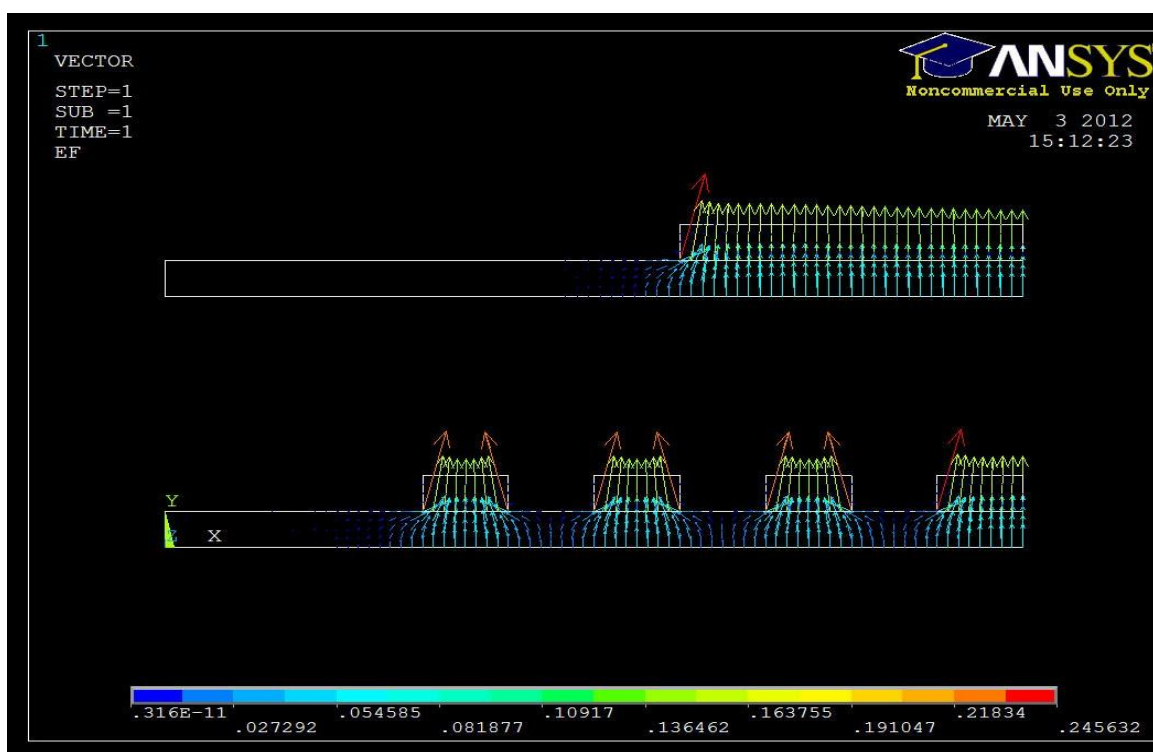 1
VECTOR
STEP=1
SUB =1
TIME=1
EF
ANSYS
Noncommercial Use Only
MAY 3 2012
15:12:23
Y
Z X
.316E-11 .054585 .10917 .163755 .21834
.027292 .081877 .136462 .191047 .245632